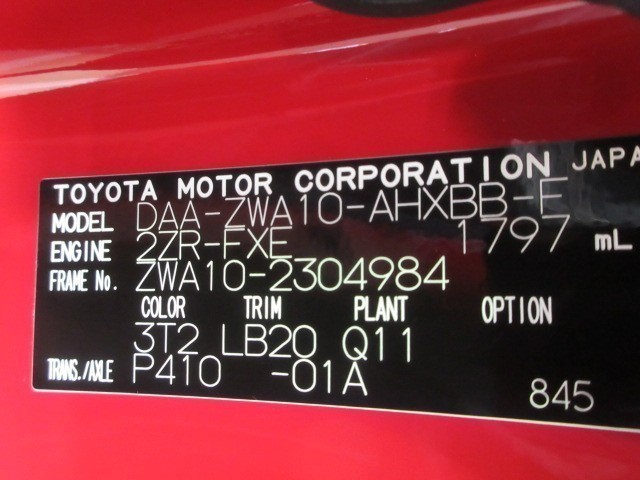 TOYOTA MOTOR CORPORATION JAPA
MODEL DAA-ZWA10-AHXBB-E
ENGINE 2ZR-FXE 1797 mL
FRAME No. ZWA10-2304984
COLOR TRIM PLANT OPTION
3T2 LB20 Q11
TRANS./AXLE P410 -01A
845